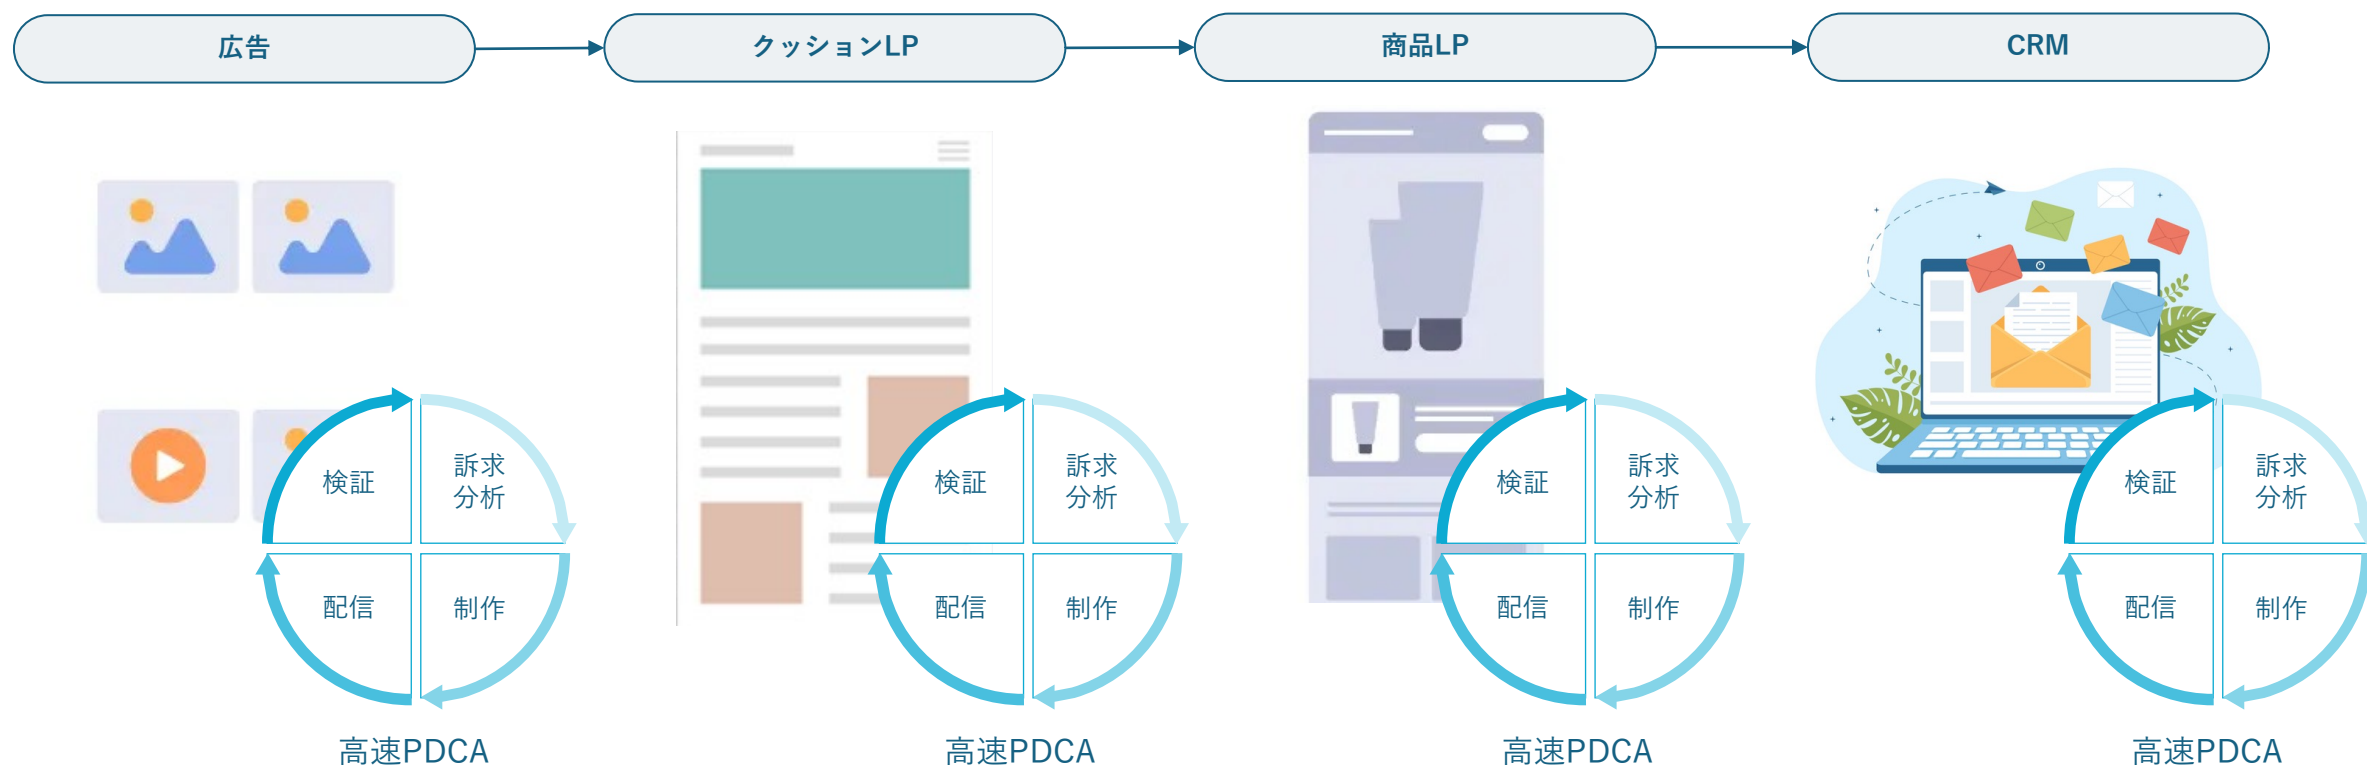 広告
クッションLP
商品LP
CRM
検証
訴求
分析
配信
制作
高速PDCA
検証
訴求
分析
配信
制作
高速PDCA
検証
訴求
分析
配信
制作
高速PDCA
検証
訴求
分析
配信
制作
高速PDCA